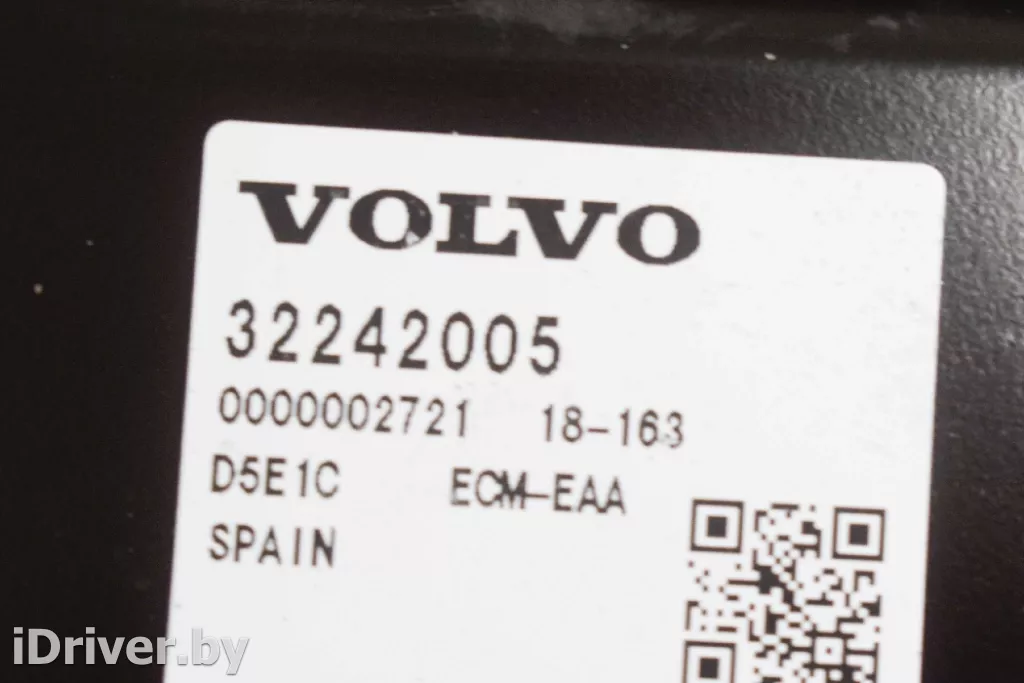 VOLVO
32242005
0000002721 18-163
D5E1C ECM-EAA
SPAIN
iDriver.by